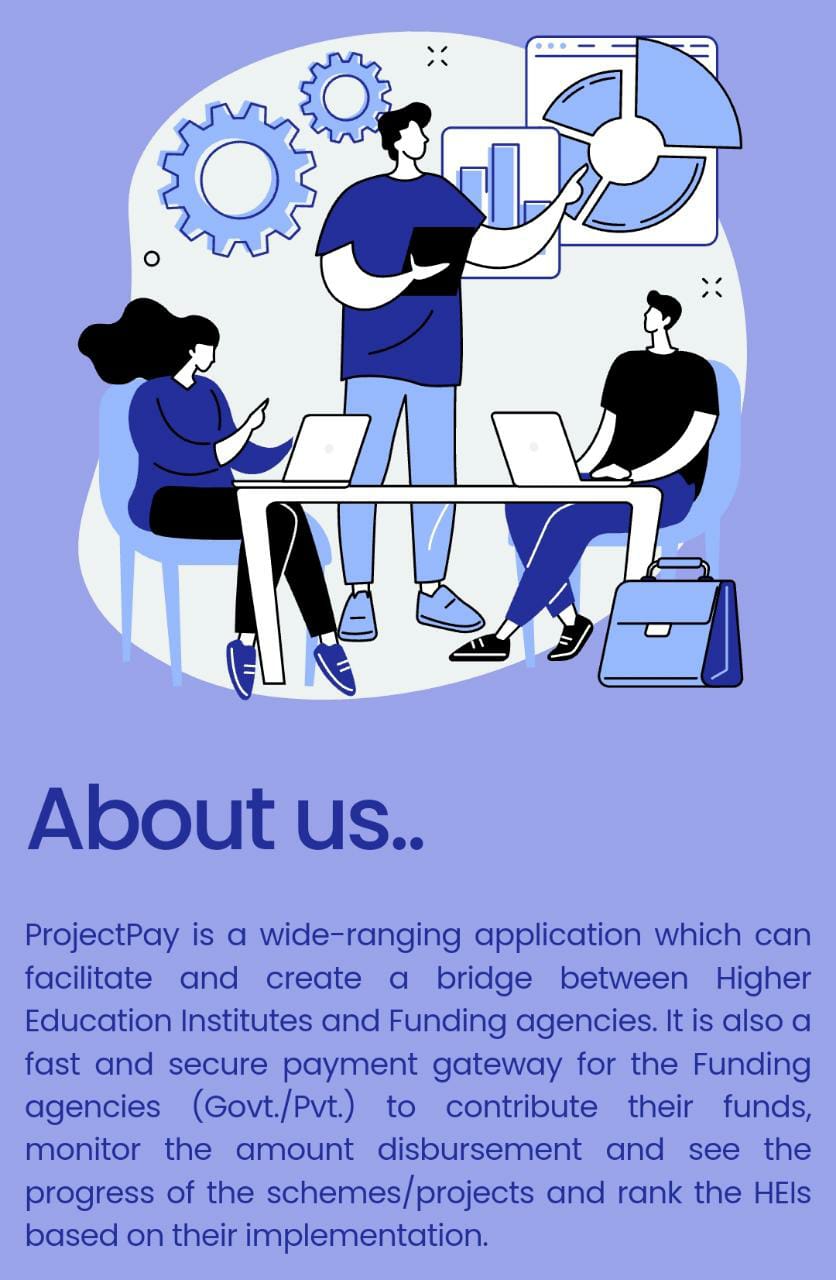 About us..
ProjectPay is a wide-ranging application which can
facilitate and create a bridge between Higher
Education Institutes and Funding agencies. It is also a
fast and secure payment gateway for the Funding
agencies (Govt./Pvt.) to contribute their funds,
monitor the amount disbursement and see the
progress of the schemes/projects and rank the HEIs
based on their implementation.